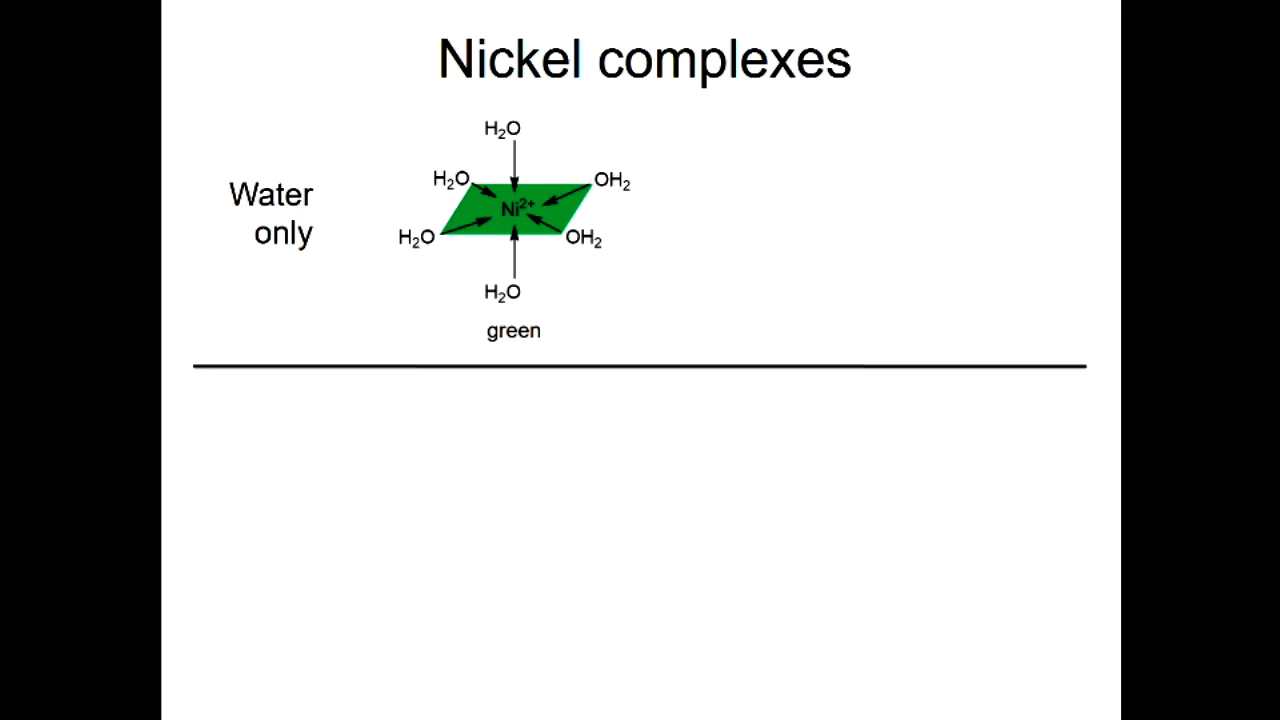 Nickel complexes
H₂O
H₂O
OH₂
Water
only
Ni²⁺
H₂O
OH₂
H₂O
green